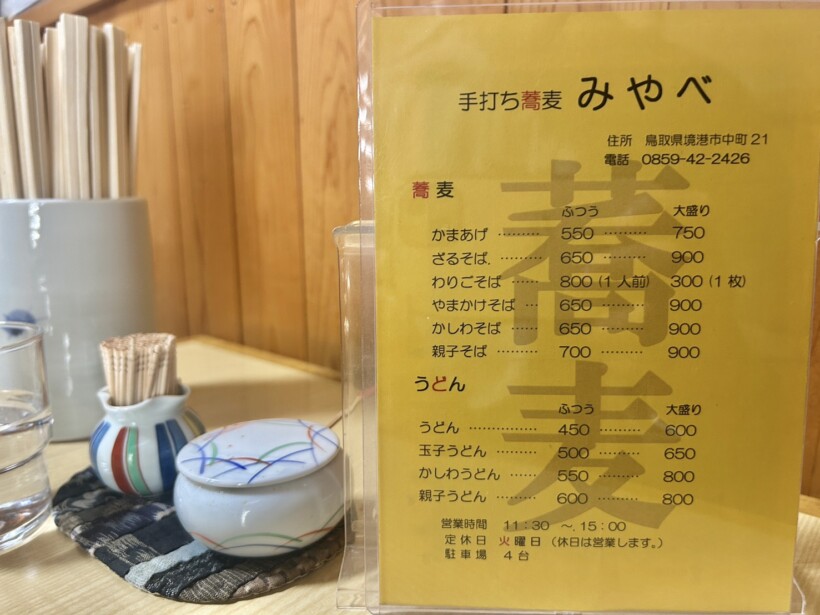 手打ち蕎麦 みやべ
住所 鳥取県境港市中町21
電話 0859-42-2426
蕎麦
ふつう 大盛り
かまあげ ……… 550 ……… 750
ざるそば. ……… 650 ……… 900
わりごそば …… 800(1人前) 300(1枚)
やまかけそば … 650 ……… 900
かしわそば …… 650 ……… 900
親子そば ……… 700 ……… 900
うどん
ふつう 大盛り
うどん ………… 450 ……… 600
玉子うどん …… 500 ……… 650
かしわうどん … 550 ……… 800
親子うどん …… 600 ……… 800
営業時間 11:30 ~. 15:00
定休日 火曜日(休日は営業します。)
駐車場 4台
蕎麦